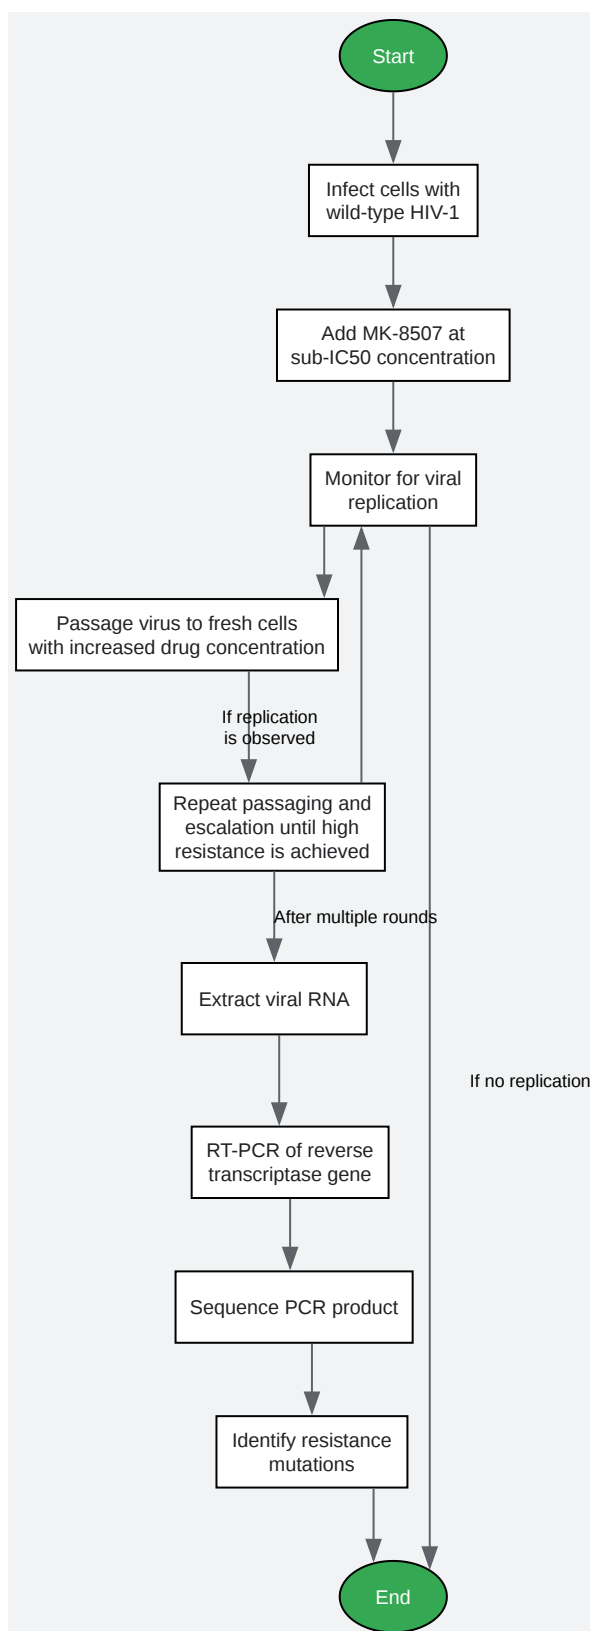 Start
Infect cells with
wild-type HIV-1
Add MK-8507 at
sub-IC50 concentration
Monitor for viral
replication
Passage virus to fresh cells
with increased drug concentration
If replication
is observed
Repeat passaging and
escalation until high
resistance is achieved
After multiple rounds
Extract viral RNA
If no replication
RT-PCR of reverse
transcriptase gene
Sequence PCR product
Identify resistance
mutations
End